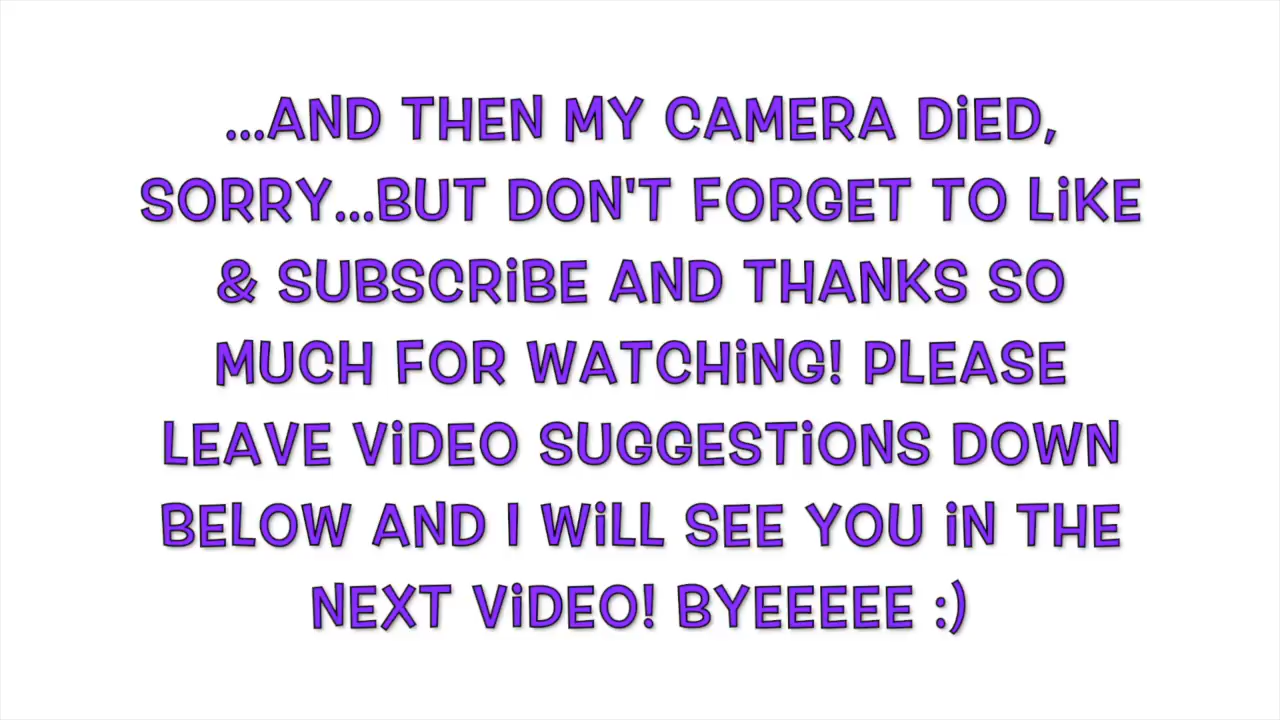 ...AND THEN MY CAMERA DiED,
SORRY...BUT DON'T FORGET TO LiKE
& SUBSCRiBE AND THANKS SO
MUCH FOR WATCHiNG! PLEASE
LEAVE ViDEO SUGGESTiONS DOWN
BELOW AND I WiLL SEE YOU iN THE
NEXT ViDEO! BYEEEEE :)